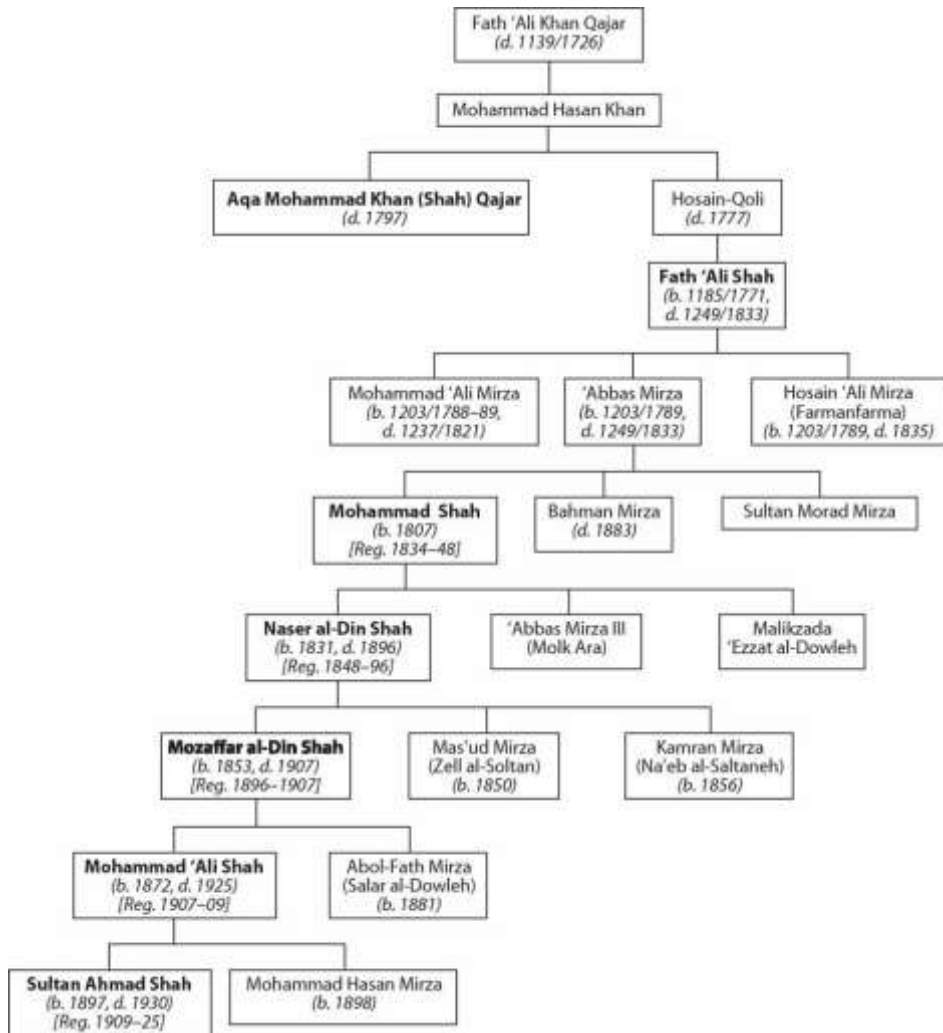 Fath ‘Ali Khan Qajar
(d. 1139/1726)
Mohammad Hasan Khan
Aqa Mohammad Khan (Shah) Qajar
(d. 1797)
Hosain-Qoli
(d. 1777)
Fath ‘Ali Shah
(b. 1185/1771,
d. 1249/1833)
Mohammad ‘Ali Mirza
(b. 1203/1788–89,
d. 1237/1821)
‘Abbas Mirza
(b. 1203/1789,
d. 1249/1833)
Hosain ‘Ali Mirza
(Farmanfarma)
(b. 1203/1789, d. 1835)
Mohammad Shah
(b. 1807)
[Reg. 1834–48]
Bahman Mirza
(d. 1883)
Sultan Morad Mirza
Naser al-Din Shah
(b. 1831, d. 1896)
[Reg. 1848–96]
‘Abbas Mirza III
(Molk Ara)
Malikzada
‘Ezzat al-Dowleh
Mozaffar al-Din Shah
(b. 1853, d. 1907)
[Reg. 1896–1907]
Mas’ud Mirza
(Zell al-Soltan)
(b. 1850)
Kamran Mirza
(Na’eb al-Saltaneh)
(b. 1856)
Mohammad ‘Ali Shah
(b. 1872, d. 1925)
[Reg. 1907–09]
Abol-Fath Mirza
(Salar al-Dowleh)
(b. 1881)
Sultan Ahmad Shah
(b. 1897, d. 1930)
[Reg. 1909–25]
Mohammad Hasan Mirza
(b. 1898)